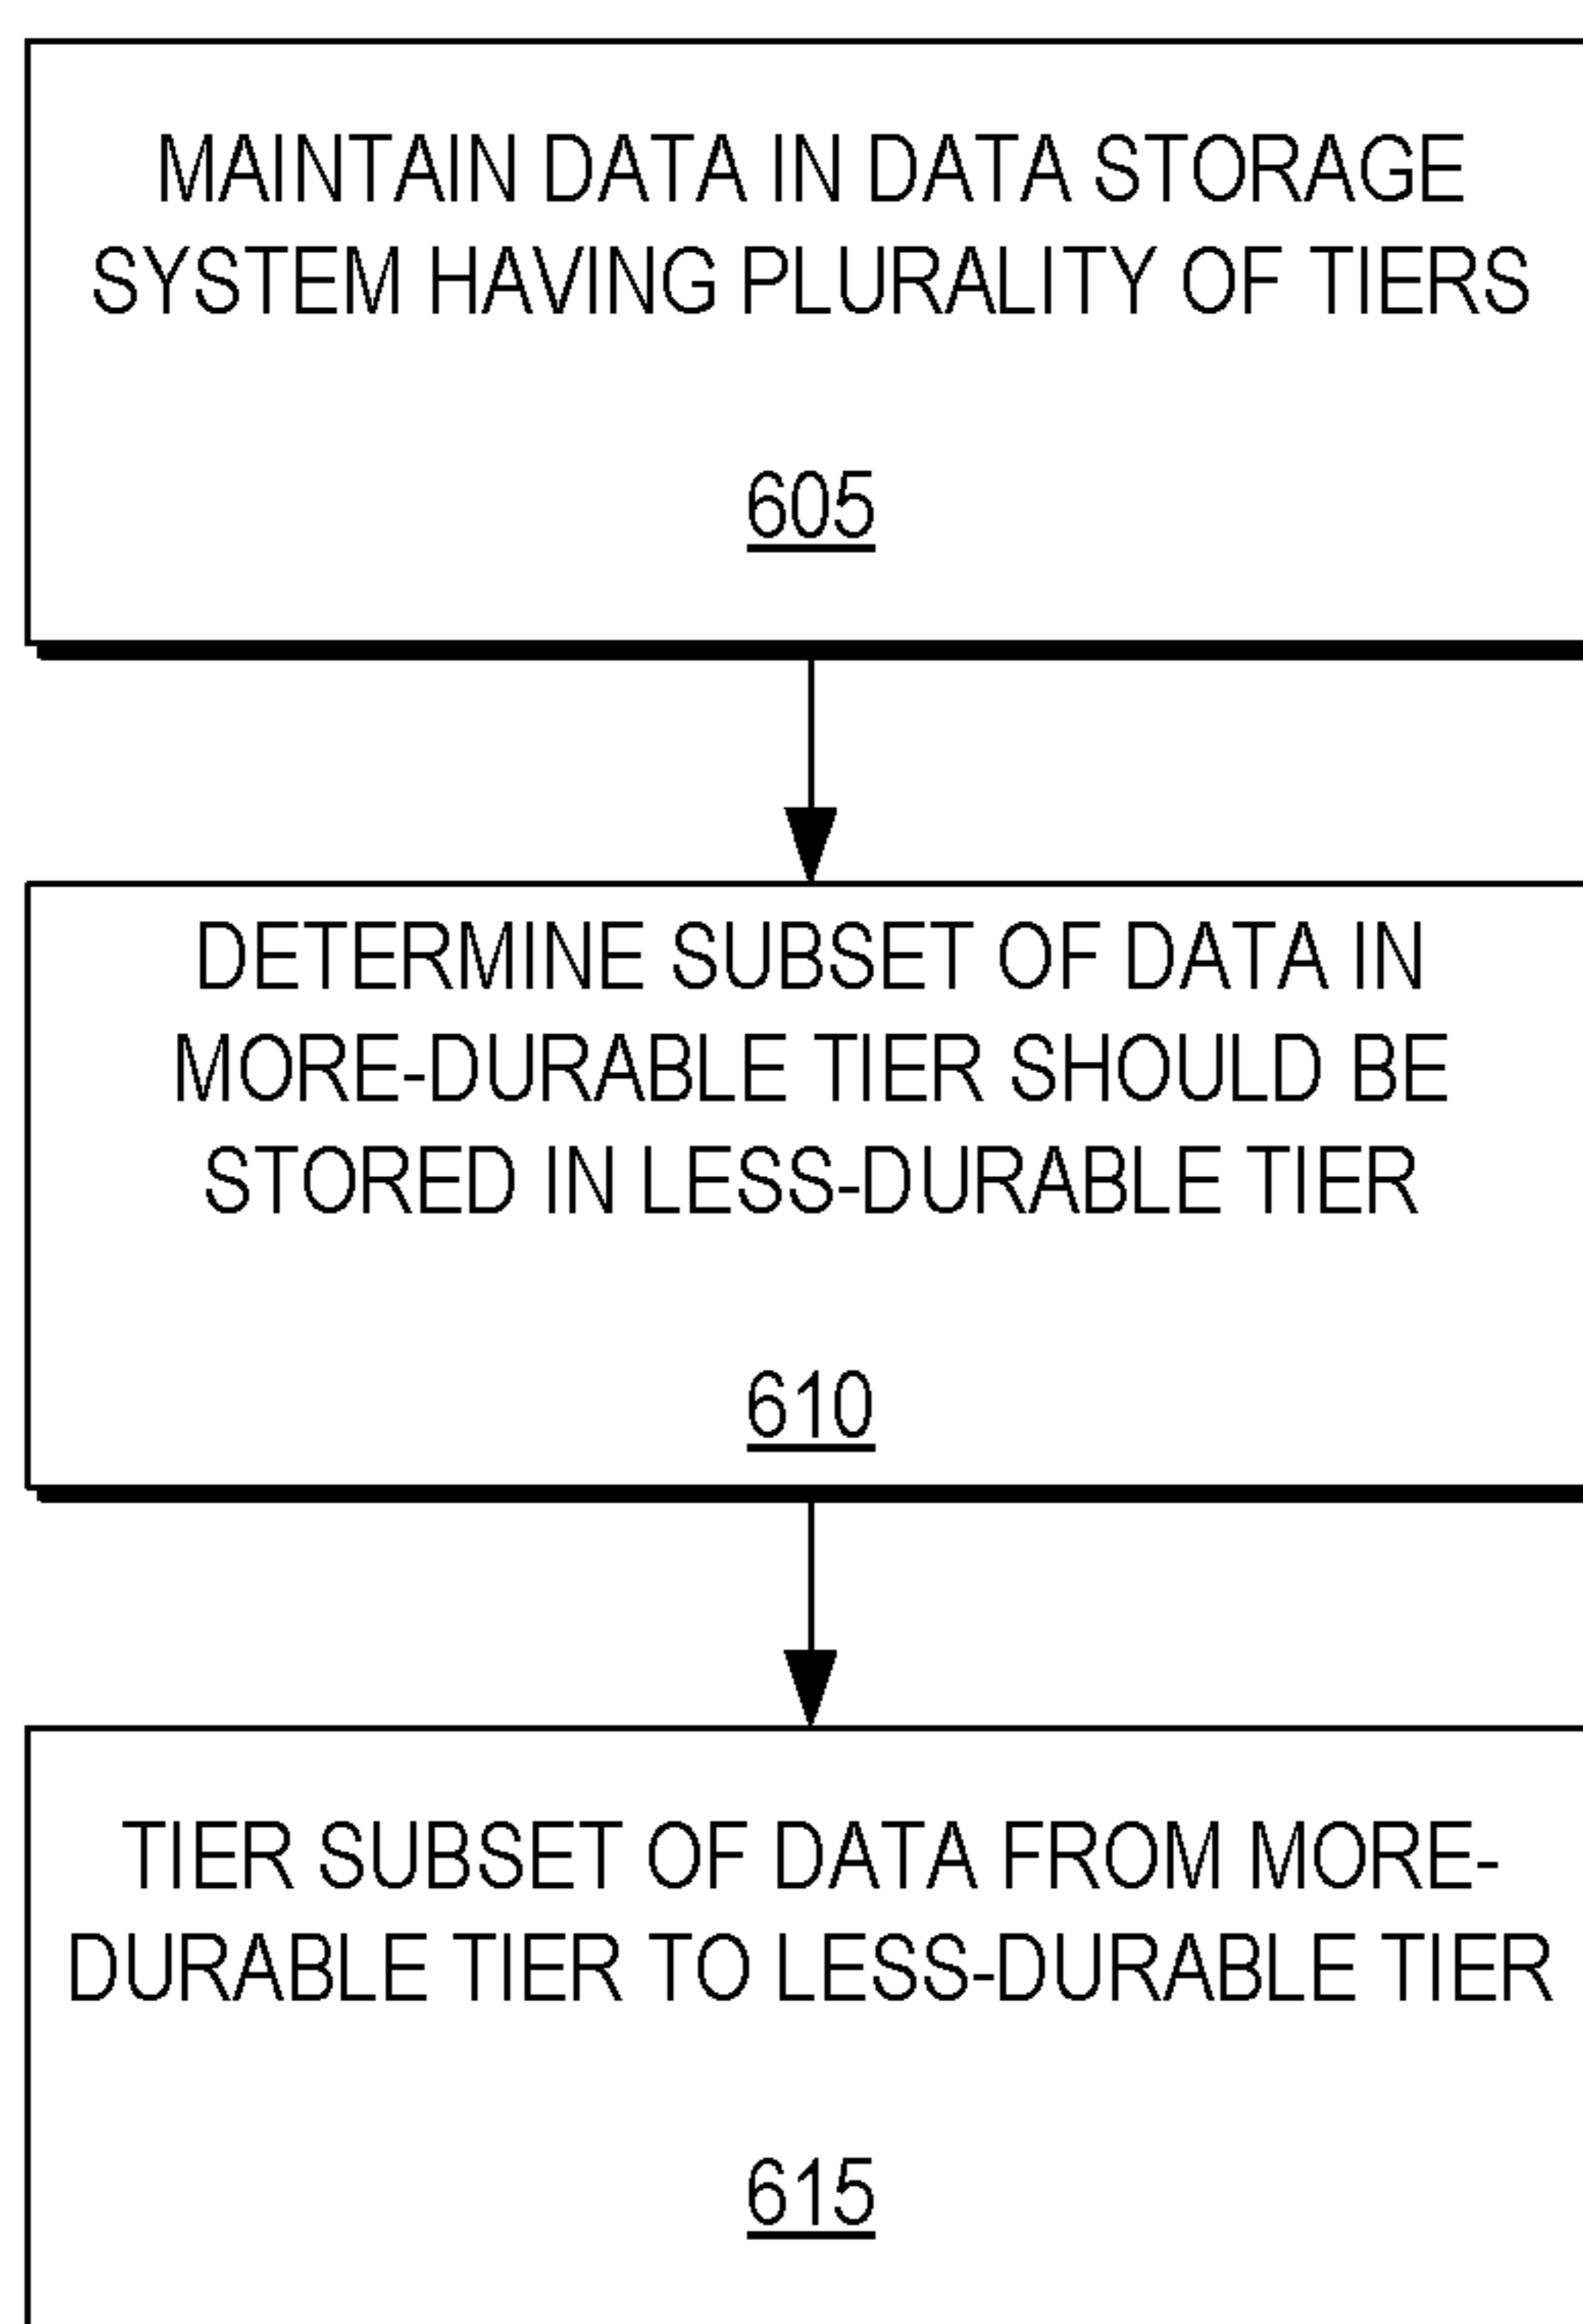 MAINTAIN DATA IN DATA STORAGE
SYSTEM HAVING PLURALITY OF TIERS
605
DETERMINE SUBSET OF DATA IN
MORE-DURABLE TIER SHOULD BE
STORED IN LESS-DURABLE TIER
610
TIER SUBSET OF DATA FROM MORE-
DURABLE TIER TO LESS-DURABLE TIER
615